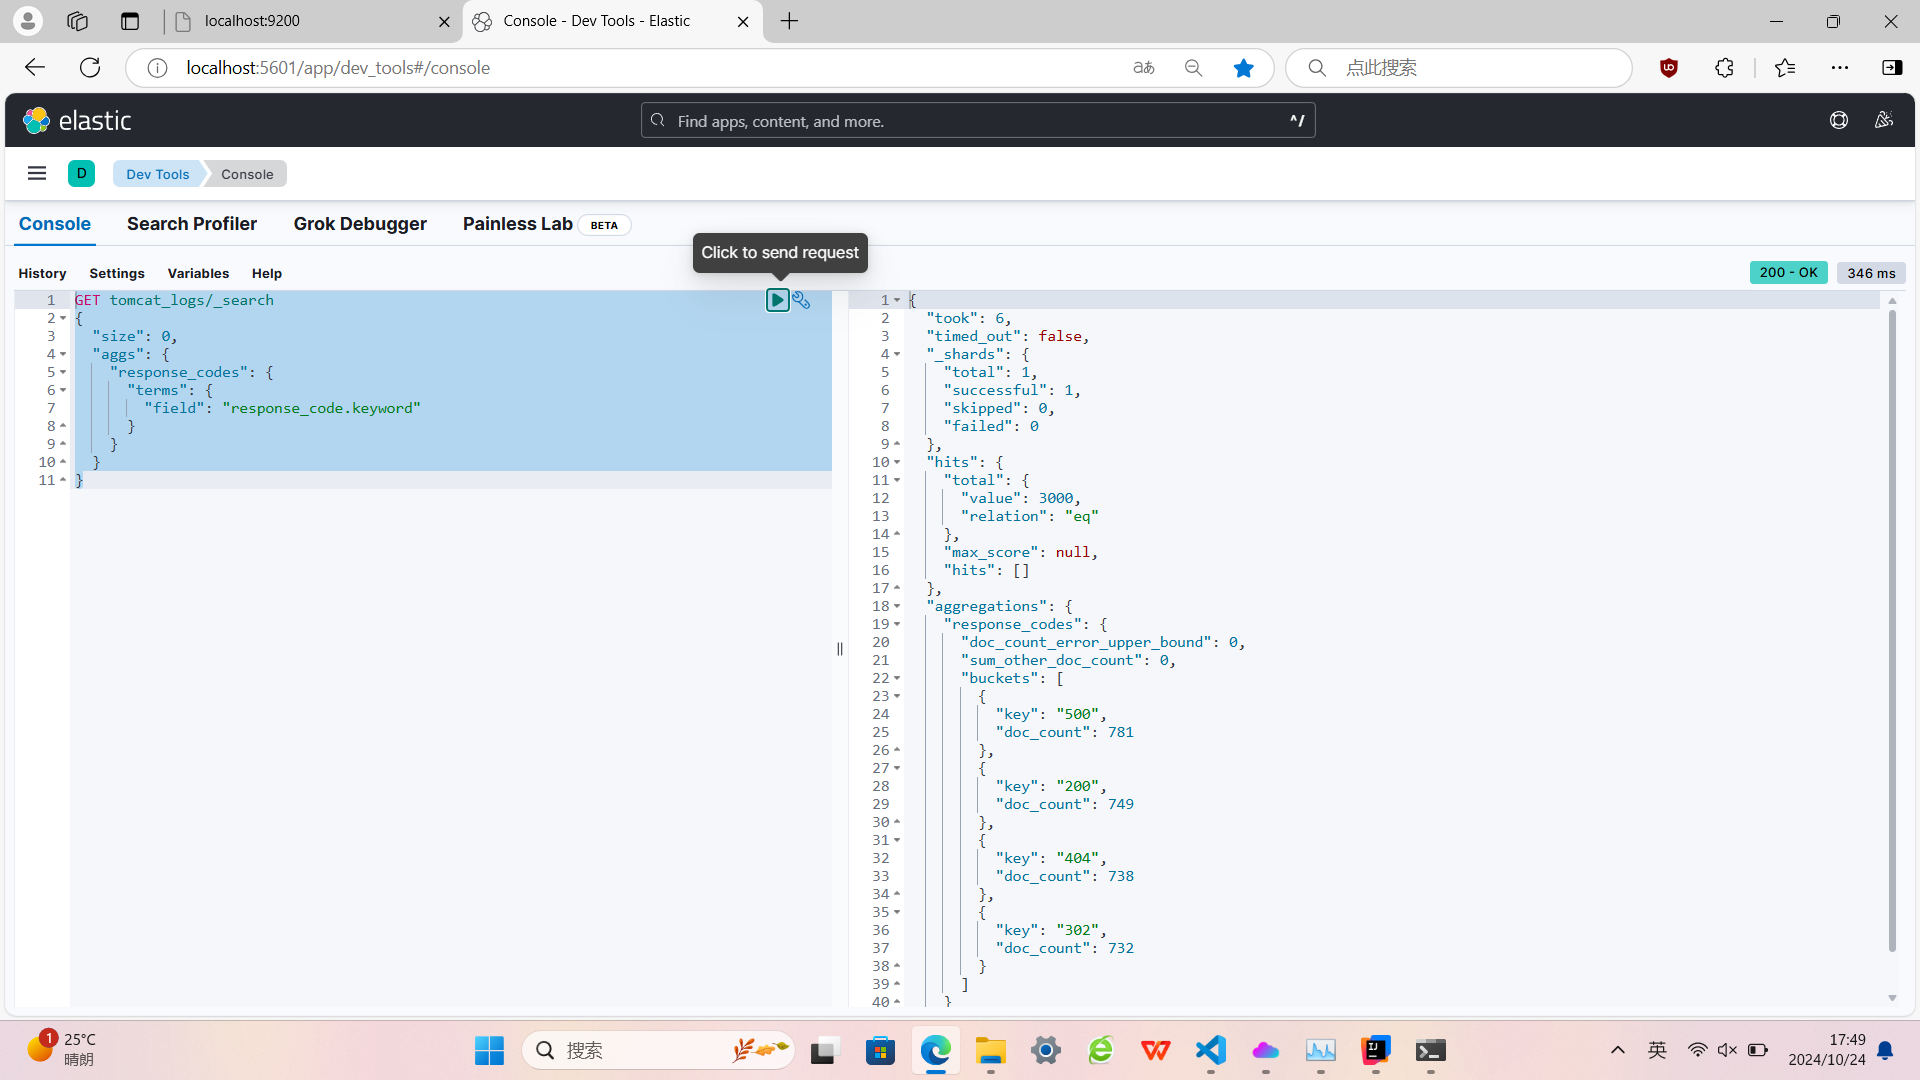 localhost:9200
Console - Dev Tools - Elastic
localhost:5601/app/dev_tools#/console
aあ
点此搜索
elastic
Find apps, content, and more.
^/
D
Dev Tools
Console
Console
Search Profiler
Grok Debugger
Painless Lab
BETA
Click to send request
History
Settings
Variables
Help
200 - OK
346 ms
1 GET tomcat_logs/_search
2 {
3 "size": 0,
4 "aggs": {
5 "response_codes": {
6 "terms": {
7 "field": "response_code.keyword"
8 }
9 }
10 }
11 }
1 {
2 "took": 6,
3 "timed_out": false,
4 "_shards": {
5 "total": 1,
6 "successful": 1,
7 "skipped": 0,
8 "failed": 0
9 },
10 "hits": {
11 "total": {
12 "value": 3000,
13 "relation": "eq"
14 },
15 "max_score": null,
16 "hits": []
17 },
18 "aggregations": {
19 "response_codes": {
20 "doc_count_error_upper_bound": 0,
21 "sum_other_doc_count": 0,
22 "buckets": [
23 {
24 "key": "500",
25 "doc_count": 781
26 },
27 {
28 "key": "200",
29 "doc_count": 749
30 },
31 {
32 "key": "404",
33 "doc_count": 738
34 },
35 {
36 "key": "302",
37 "doc_count": 732
38 }
39 ]
40 }
1
25°C
晴朗
搜索
英
17:49
2024/10/24